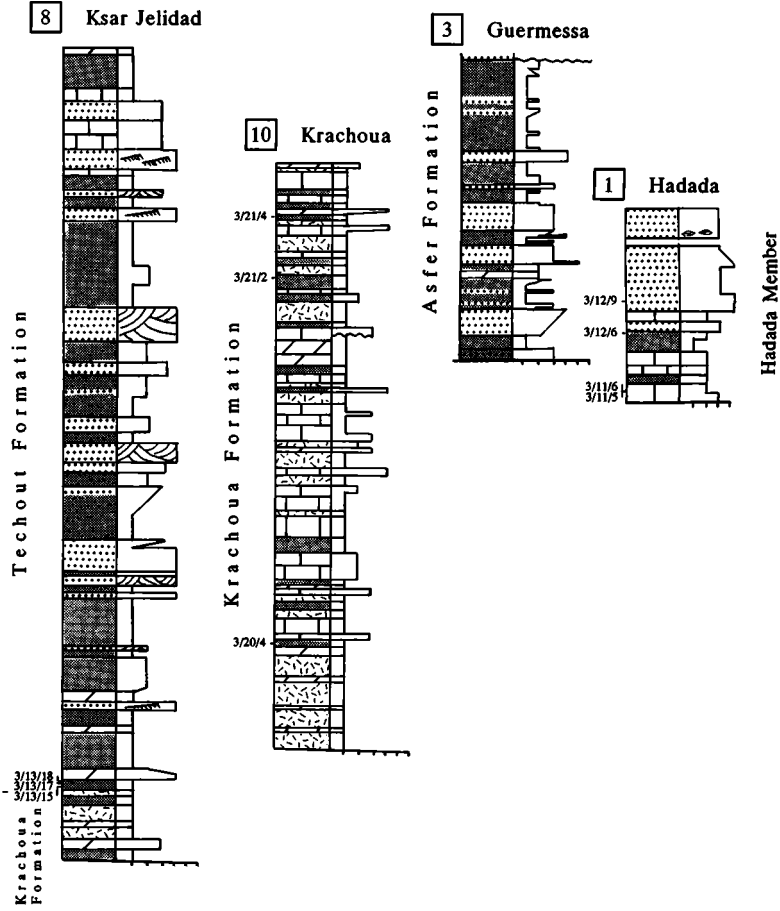 8 Ksar Jelidad
Techout Formation
3/13/18
3/13/17
3/13/15
Krachoua
Formation
10 Krachoua
3/21/4
3/21/2
Krachoua Formation
3/20/4
3 Guermessa
Asfer Formation
1 Hadada
3/12/9
3/12/6
3/11/6
3/11/5
Hadada Member